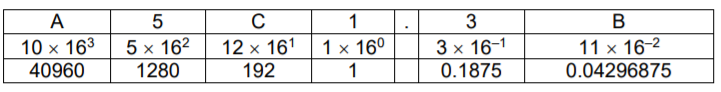 A 5 C 1 . 3 B
10 × 16³ 5 × 16² 12 × 16¹ 1 × 16⁰ 3 × 16⁻¹ 11 × 16⁻²
40960 1280 192 1 0.1875 0.04296875